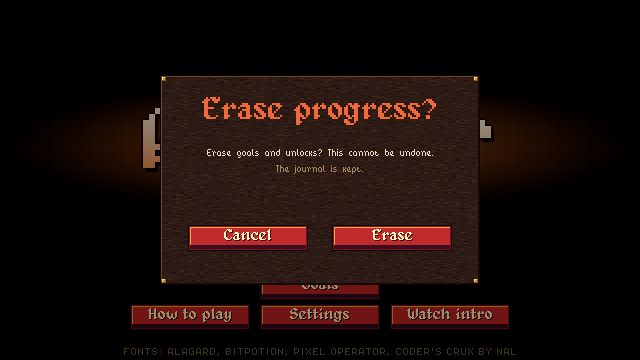 Erase progress?
Erase goals and unlocks? This cannot be undone.
The journal is kept.
Cancel
Erase
Goals
How to play
Settings
Watch intro
FONTS: ALAGARD, BITPOTION, PIXEL OPERATOR, CODER'S CRUX BY NAL